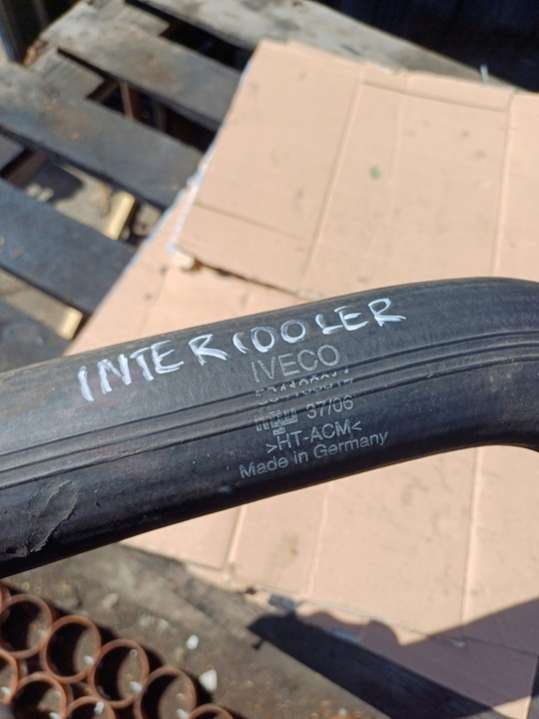 INTERCOOLER
IVECO
37/06
>HT-ACM<
Made in Germany